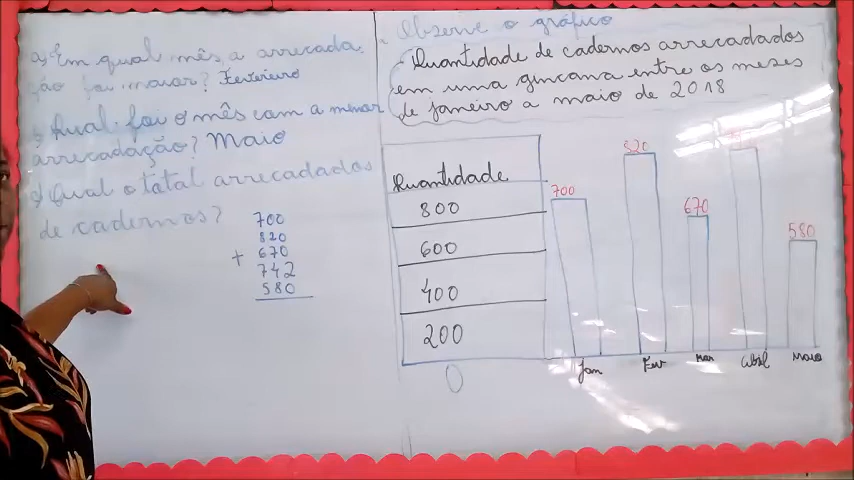 a) Em qual mês a arrecada
ção foi maior? Fevereiro
b) Qual foi o mês com a menor
arrecadação? Maio
c) Qual o total arrecadados
de cadernos?
700
820
+ 670
742
580
Observe o gráfico
Quantidade de cadernos arrecadados
em uma gincana entre os meses
de janeiro a maio de 2018
Quantidade
800
600
400
200
0
700
820
670
580
Jan
Fev
Mar
Abril
Maio